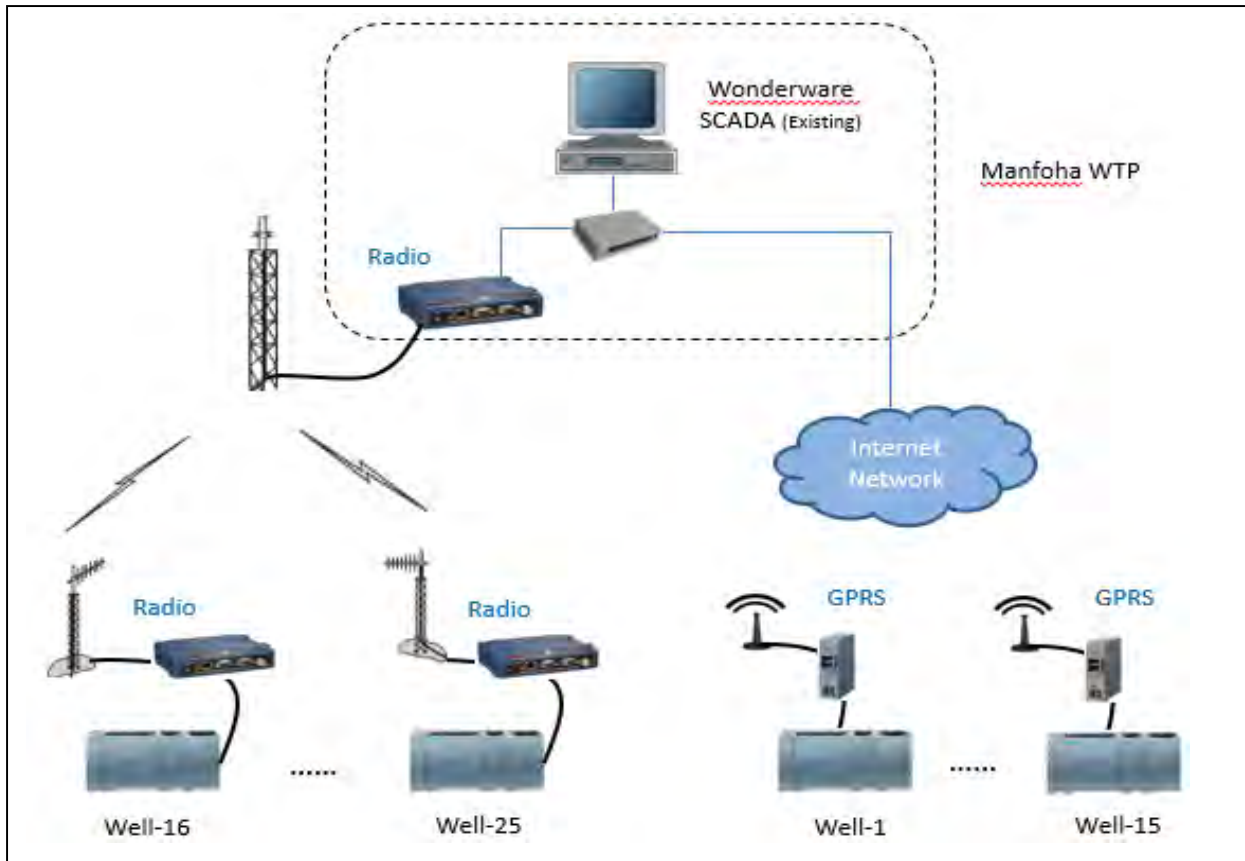 Wonderware
SCADA (Existing)
Manfoha WTP
Radio
Internet
Network
Radio
Radio
GPRS
GPRS
......
......
Well-16
Well-25
Well-1
Well-15